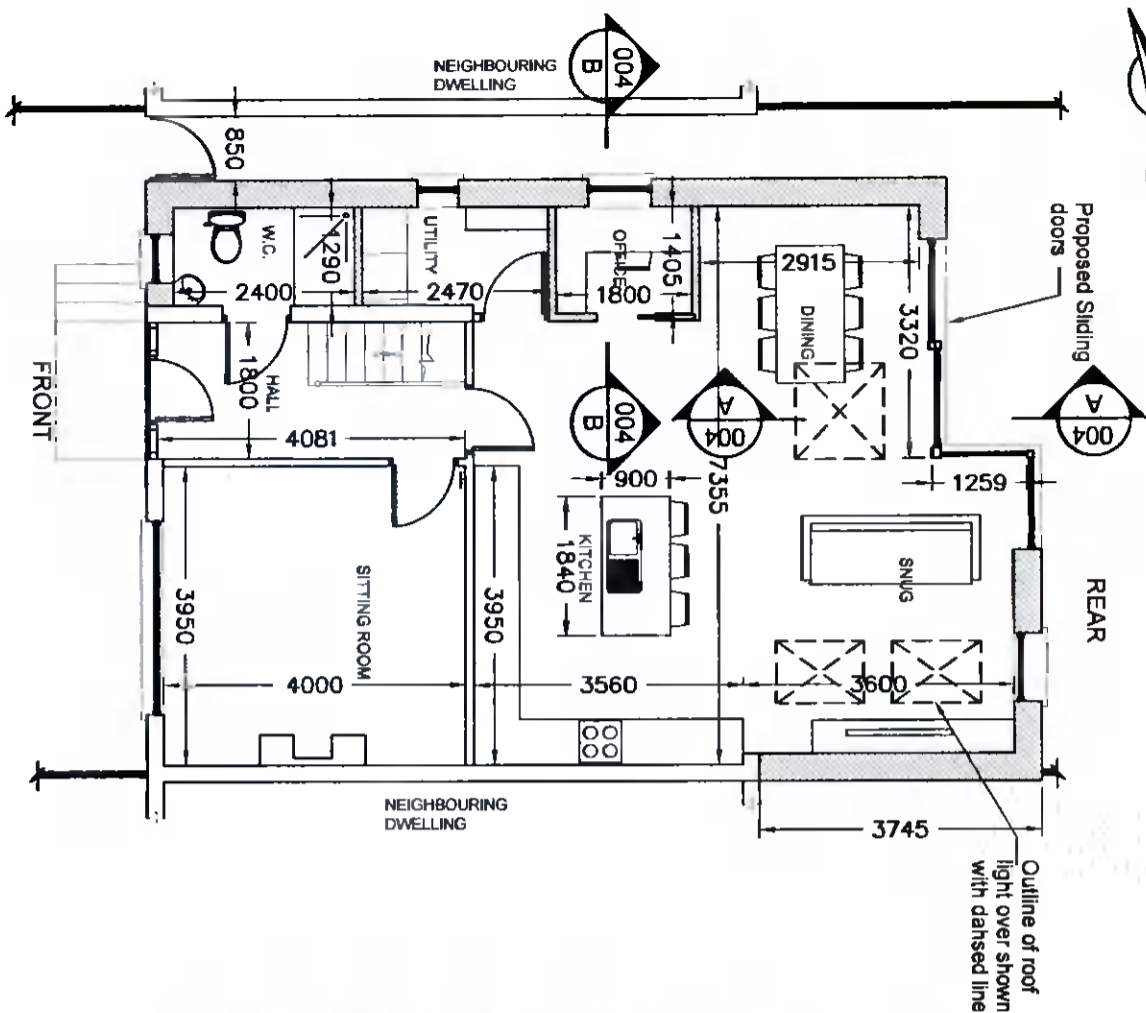 NEIGHBOURING
DWELLING
004
B
850
Proposed Sliding
doors
W.C.
1290
2400
UTILITY
2470
OFFICE
1405
1800
2915
DINING
3320
A
004
REAR
FRONT
HALL
1800
4081
004
B
A
004
7355
1259
900
KITCHEN
1840
SNUG
SITTING ROOM
3950
3950
4000
3560
3600
NEIGHBOURING
DWELLING
3745
Outline of roof
light over shown
with dahsed line